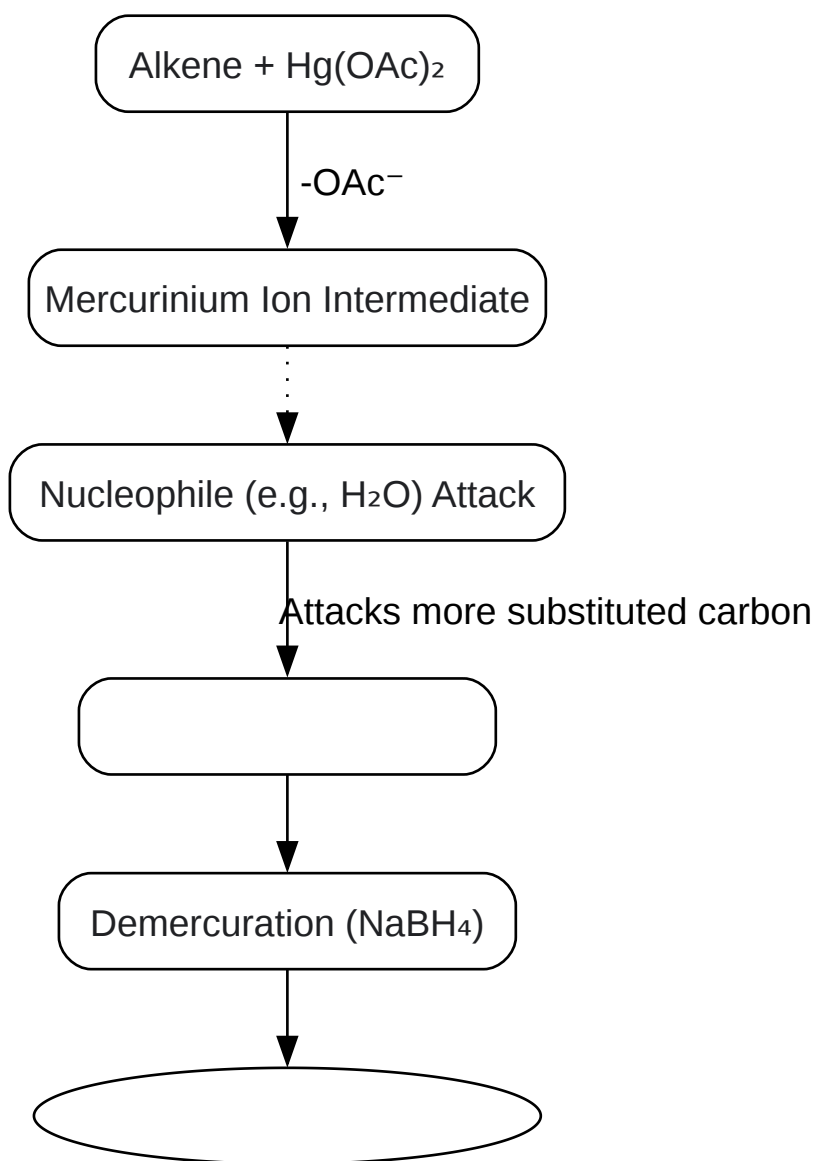 Alkene + Hg(OAc)₂
-OAc⁻
Mercurinium Ion Intermediate
Nucleophile (e.g., H₂O) Attack
Attacks more substituted carbon
Demercuration (NaBH₄)